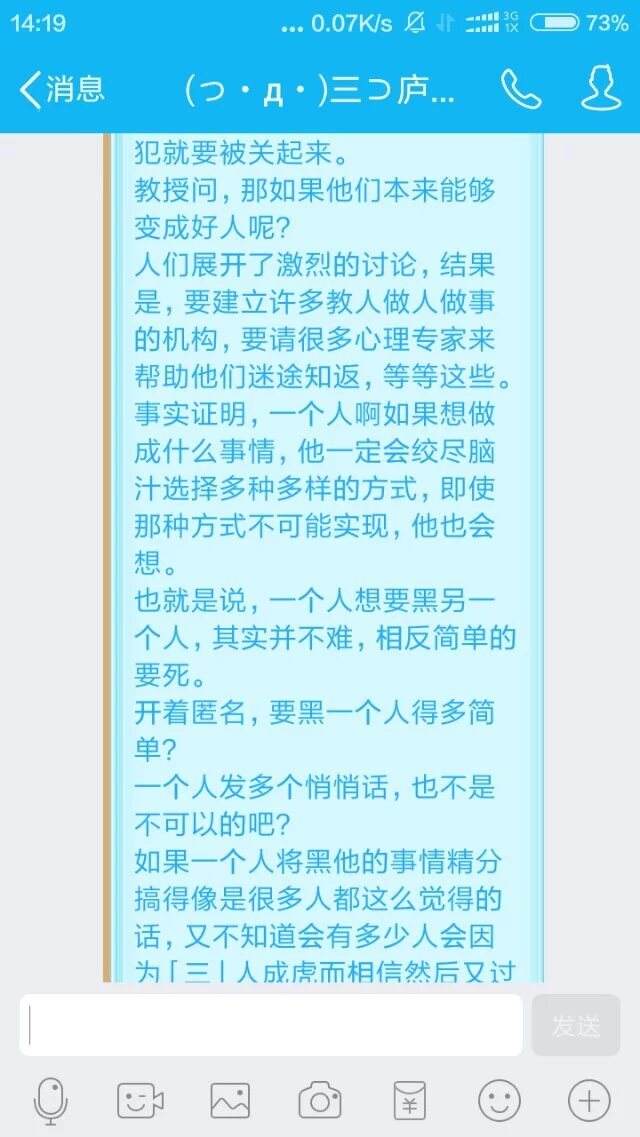 14:19 ... 0.07K/s 3G 1X 73%
消息 (っ・д・)三⊃庐...
犯就要被关起来。
教授问，那如果他们本来能够
变成好人呢？
人们展开了激烈的讨论，结果
是，要建立许多教人做人做事
的机构，要请很多心理专家来
帮助他们迷途知返，等等这些。
事实证明，一个人啊如果想做
成什么事情，他一定会绞尽脑
汁选择多种多样的方式，即使
那种方式不可能实现，他也会
想。
也就是说，一个人想要黑另一
个人，其实并不难，相反简单的
要死。
开着匿名，要黑一个人得多简
单？
一个人发多个悄悄话，也不是
不可以的吧？
如果一个人将黑他的事情精分
搞得像是很多人都这么觉得的
话，又不知道会有多少人会因
为「三」人成虎而相信然后又过
发送